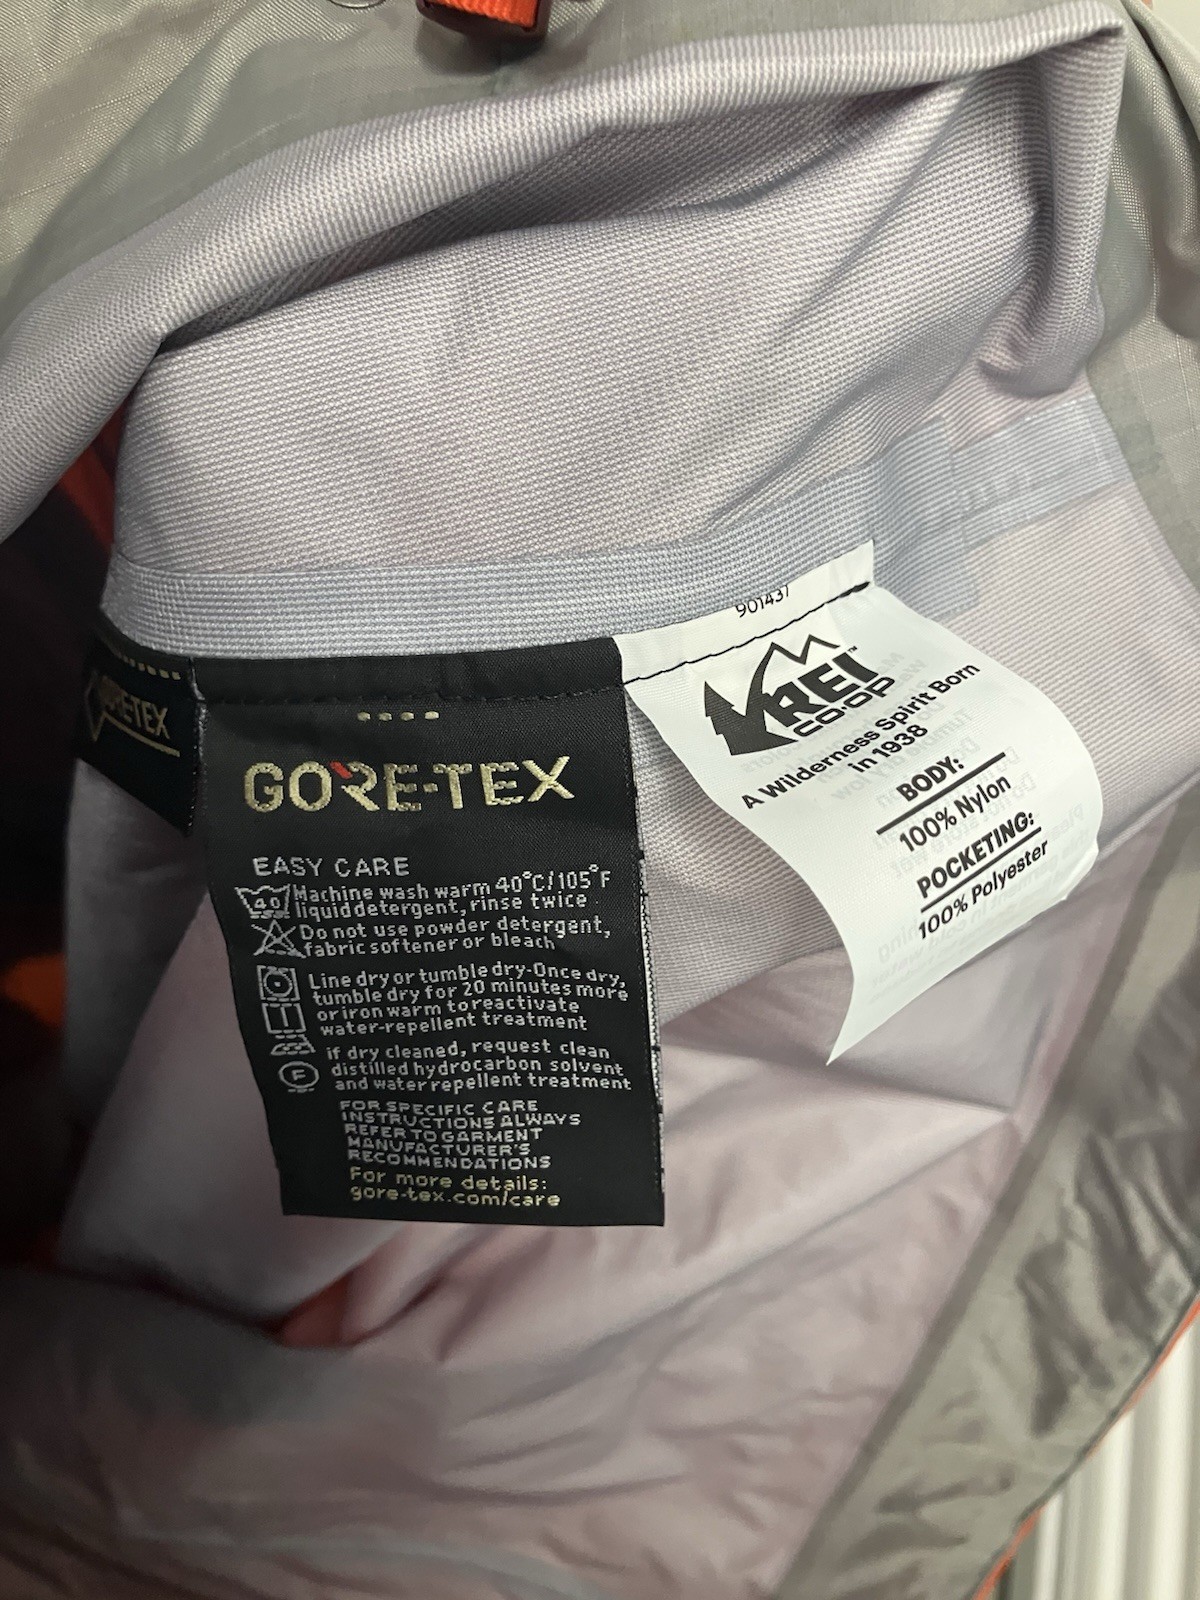 GORE-TEX
GORE-TEX
EASY CARE
40
Machine wash warm 40°C/105°F
liquid detergent, rinse twice
Do not use powder detergent,
fabric softener or bleach
Line dry or tumble dry-Once dry,
tumble dry for 20 minutes more
or iron warm to reactivate
water-repellent treatment
F
if dry cleaned, request clean
distilled hydrocarbon solvent
and water repellent treatment
FOR SPECIFIC CARE
INSTRUCTIONS ALWAYS
REFER TO GARMENT
MANUFACTURER'S
RECOMMENDATIONS
For more details:
gore-tex.com/care
901437
REI™
CO·OP
A Wilderness Spirit Born
in 1938
BODY:
100% Nylon
POCKETING:
100% Polyester